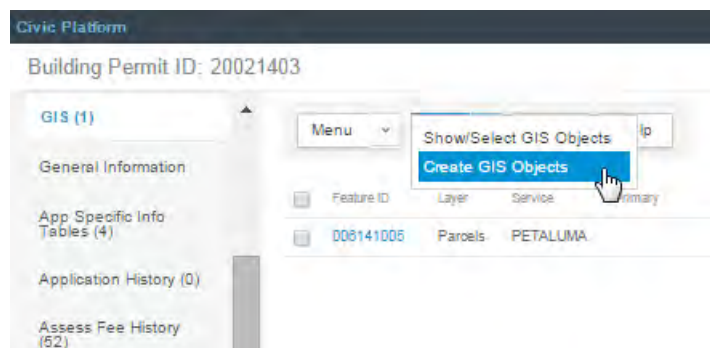 Civic Platform
Building Permit ID: 20021403
GIS (1)
General Information
App Specific Info
Tables (4)
Application History (0)
Assess Fee History
(52)
Menu
Show/Select GIS Objects
Create GIS Objects
Feature ID Layer Service
006141005 Parcels PETALUMA